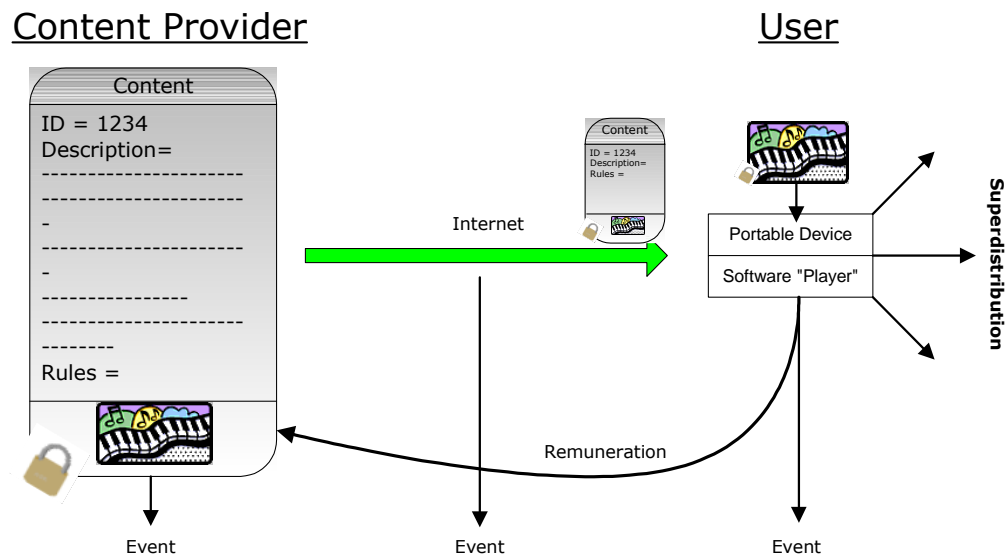 Content Provider
User
Content
ID = 1234
Description=
-----------------------
-----------------------
-
-----------------------
-
----------------
-----------------------
--------
Rules =
Internet
Content
ID = 1234
Description=
Rules =
Portable Device
Software "Player"
Superdistribution
Remuneration
Event
Event
Event